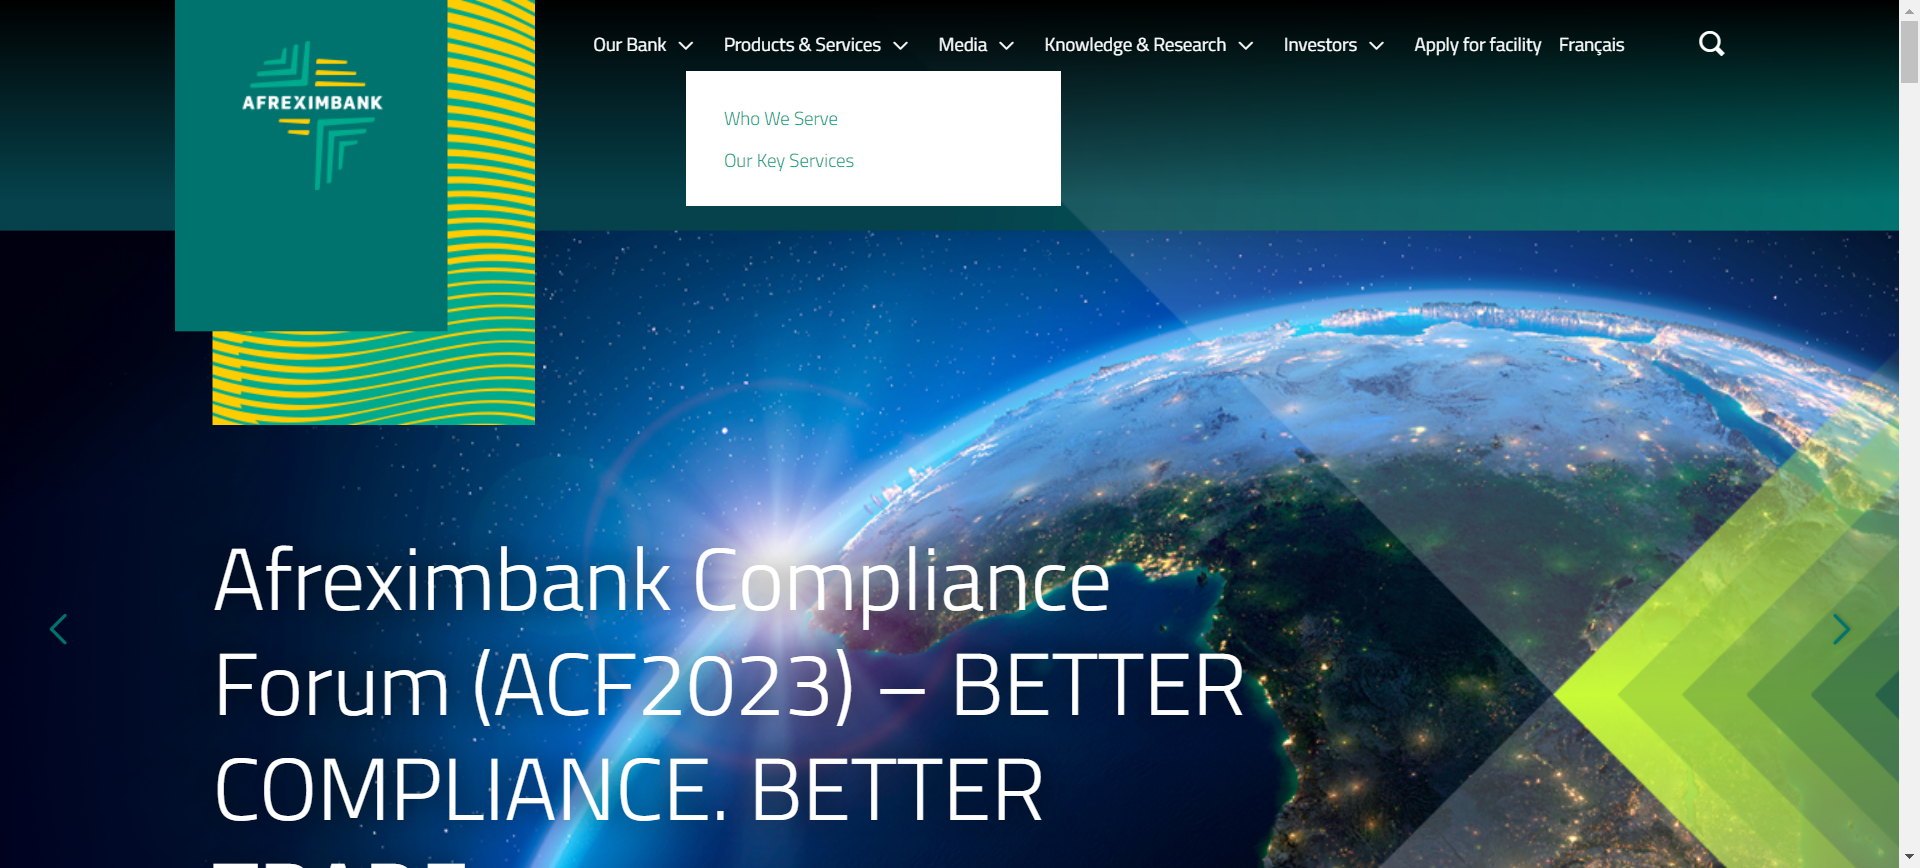 AFREXIMBANK
Our Bank
Products & Services
Media
Knowledge & Research
Investors
Apply for facility
Français
Who We Serve
Our Key Services
Afreximbank Compliance
Forum (ACF2023) – BETTER
COMPLIANCE. BETTER